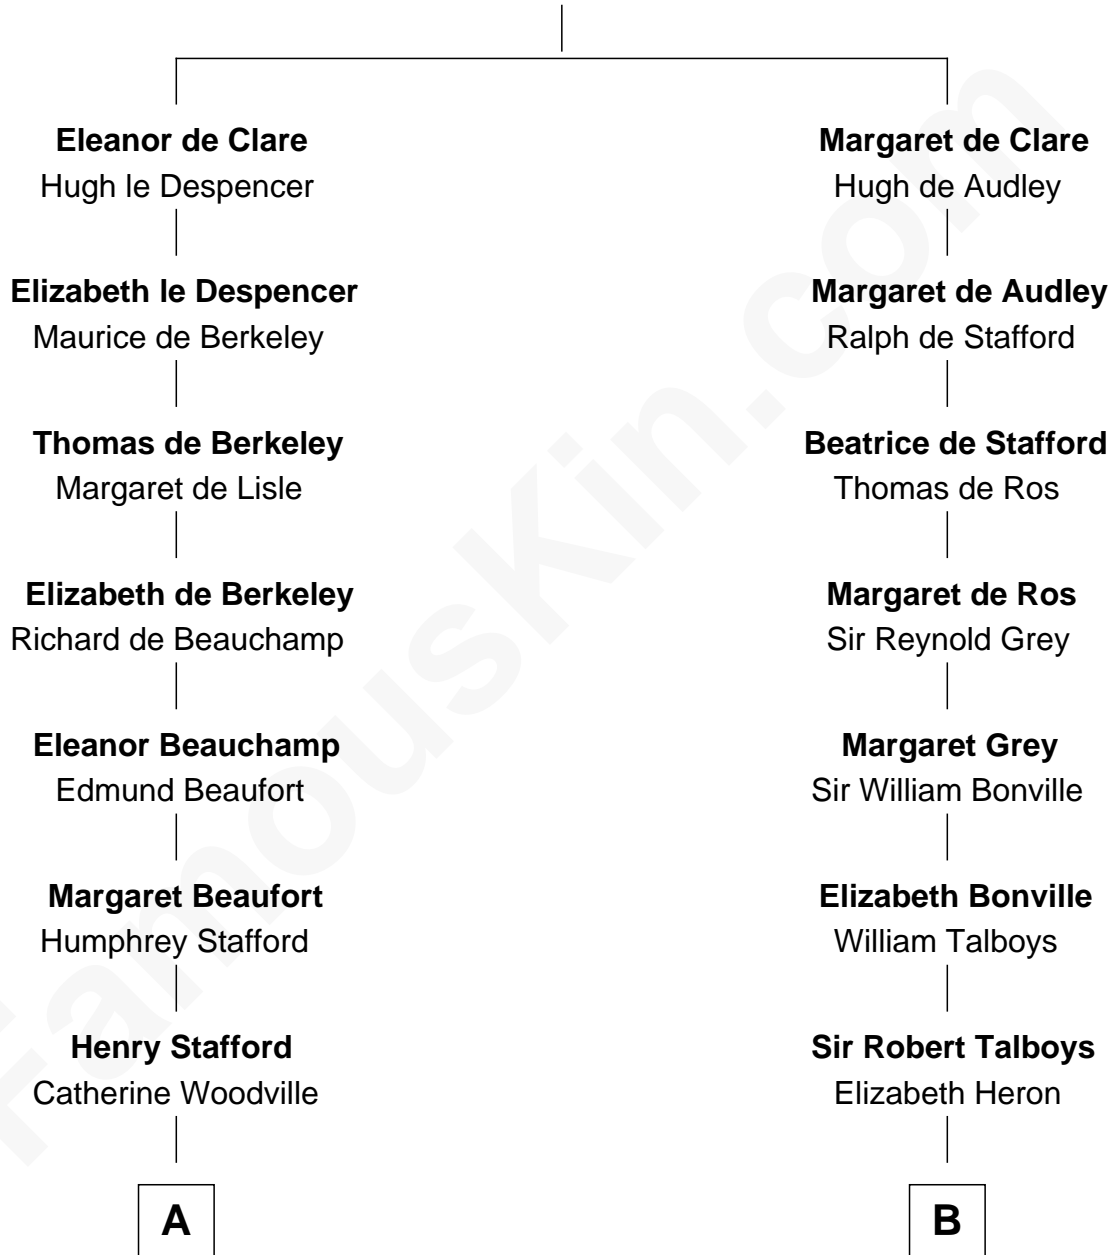 Eleanor de Clare
Hugh le Despencer
Margaret de Clare
Hugh de Audley
Elizabeth le Despencer
Maurice de Berkeley
Margaret de Audley
Ralph de Stafford
Thomas de Berkeley
Margaret de Lisle
Beatrice de Stafford
Thomas de Ros
Elizabeth de Berkeley
Richard de Beauchamp
Margaret de Ros
Sir Reynold Grey
Eleanor Beauchamp
Edmund Beaufort
Margaret Grey
Sir William Bonville
Margaret Beaufort
Humphrey Stafford
Elizabeth Bonville
William Talboys
Henry Stafford
Catherine Woodville
Sir Robert Talboys
Elizabeth Heron
A
B
FamousKin.com